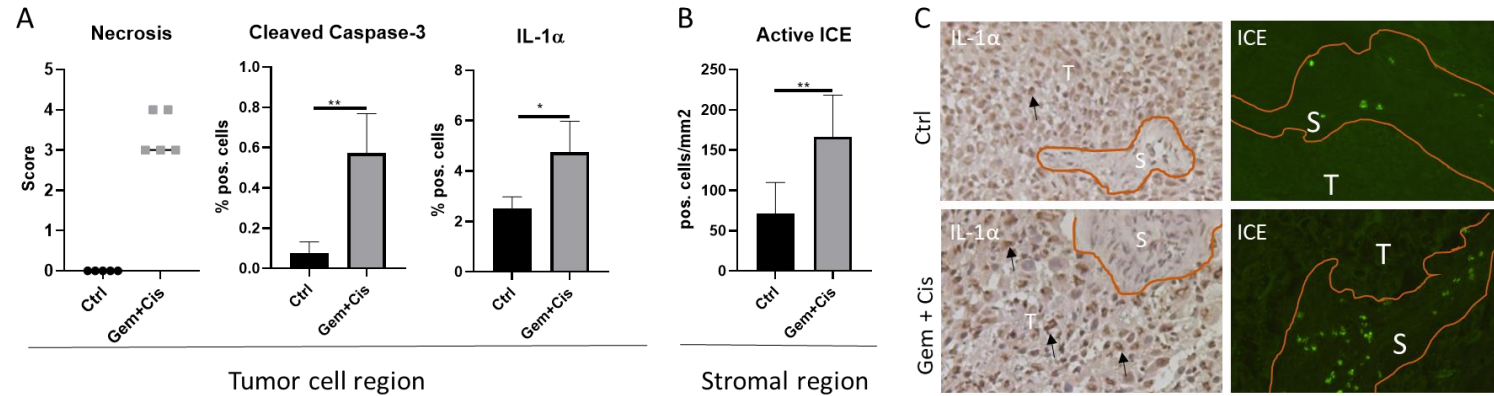 A
Necrosis
Score
5
4
3
2
1
0
Ctrl
Gem+Cis
Cleaved Caspase-3
% pos. cells
1.0
0.8
0.6
0.4
0.2
0.0
**
Ctrl
Gem+Cis
IL-1α
% pos. cells
8
6
4
2
0
*
Ctrl
Gem+Cis
Tumor cell region
B
Active ICE
pos. cells/mm2
250
200
150
100
50
0
**
Ctrl
Gem+Cis
Stromal region
C
Ctrl
IL-1α
T
S
ICE
S
T
Gem + Cis
IL-1α
S
T
ICE
T
S